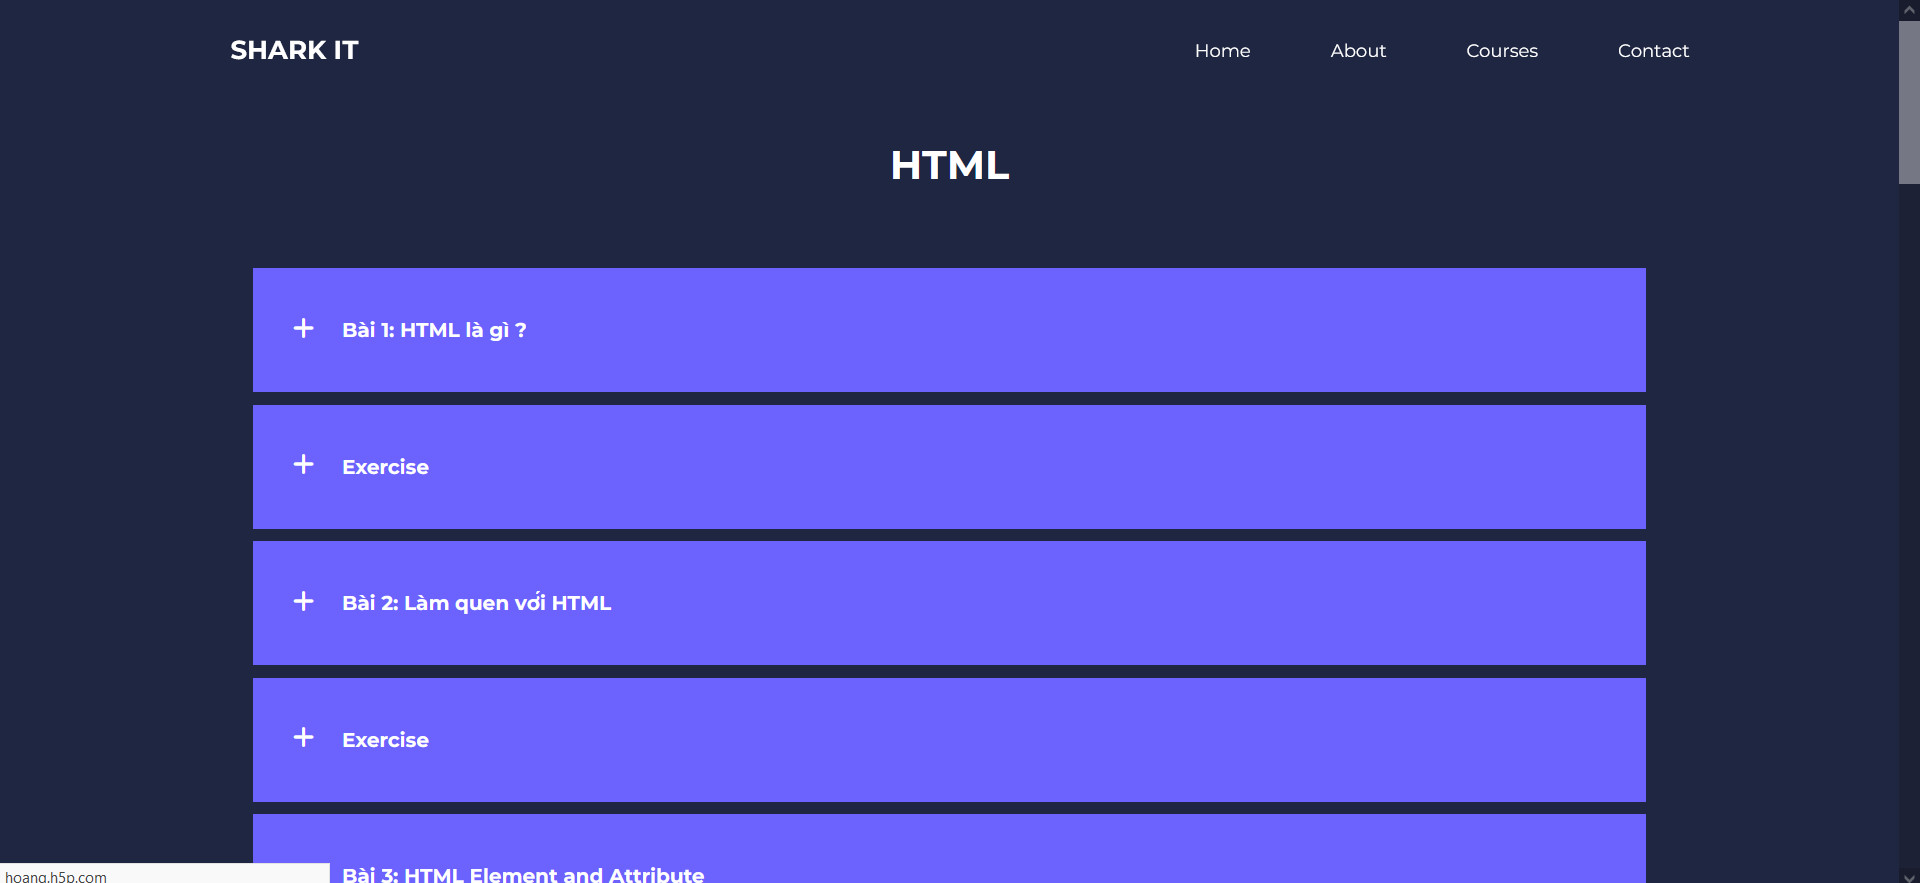 SHARK IT
Home
About
Courses
Contact
HTML
Bài 1: HTML là gì ?
Exercise
Bài 2: Làm quen với HTML
Exercise
Bài 3: HTML Element and Attribute
hoang.h5p.com